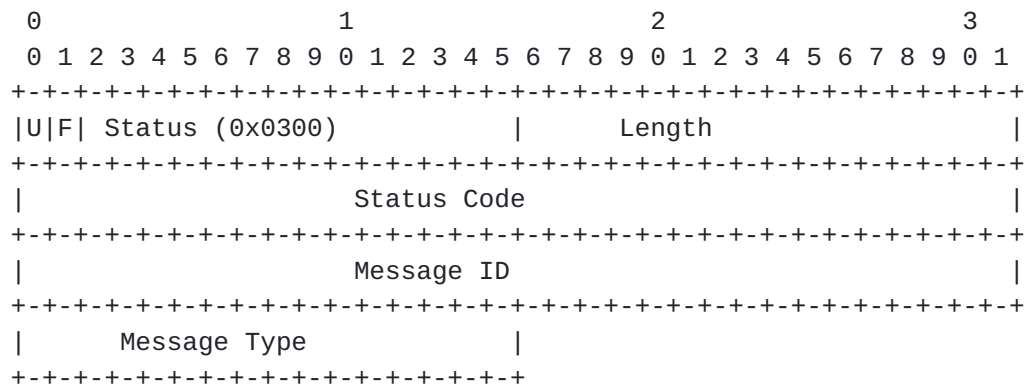 0                   1                   2                   3
 0 1 2 3 4 5 6 7 8 9 0 1 2 3 4 5 6 7 8 9 0 1 2 3 4 5 6 7 8 9 0 1
+-+-+-+-+-+-+-+-+-+-+-+-+-+-+-+-+-+-+-+-+-+-+-+-+-+-+-+-+-+-+-+-+
|U|F| Status (0x0300)           |      Length                   |
+-+-+-+-+-+-+-+-+-+-+-+-+-+-+-+-+-+-+-+-+-+-+-+-+-+-+-+-+-+-+-+-+
|                     Status Code                               |
+-+-+-+-+-+-+-+-+-+-+-+-+-+-+-+-+-+-+-+-+-+-+-+-+-+-+-+-+-+-+-+-+
|                     Message ID                                |
+-+-+-+-+-+-+-+-+-+-+-+-+-+-+-+-+-+-+-+-+-+-+-+-+-+-+-+-+-+-+-+-+
|      Message Type             |
+-+-+-+-+-+-+-+-+-+-+-+-+-+-+-+-+